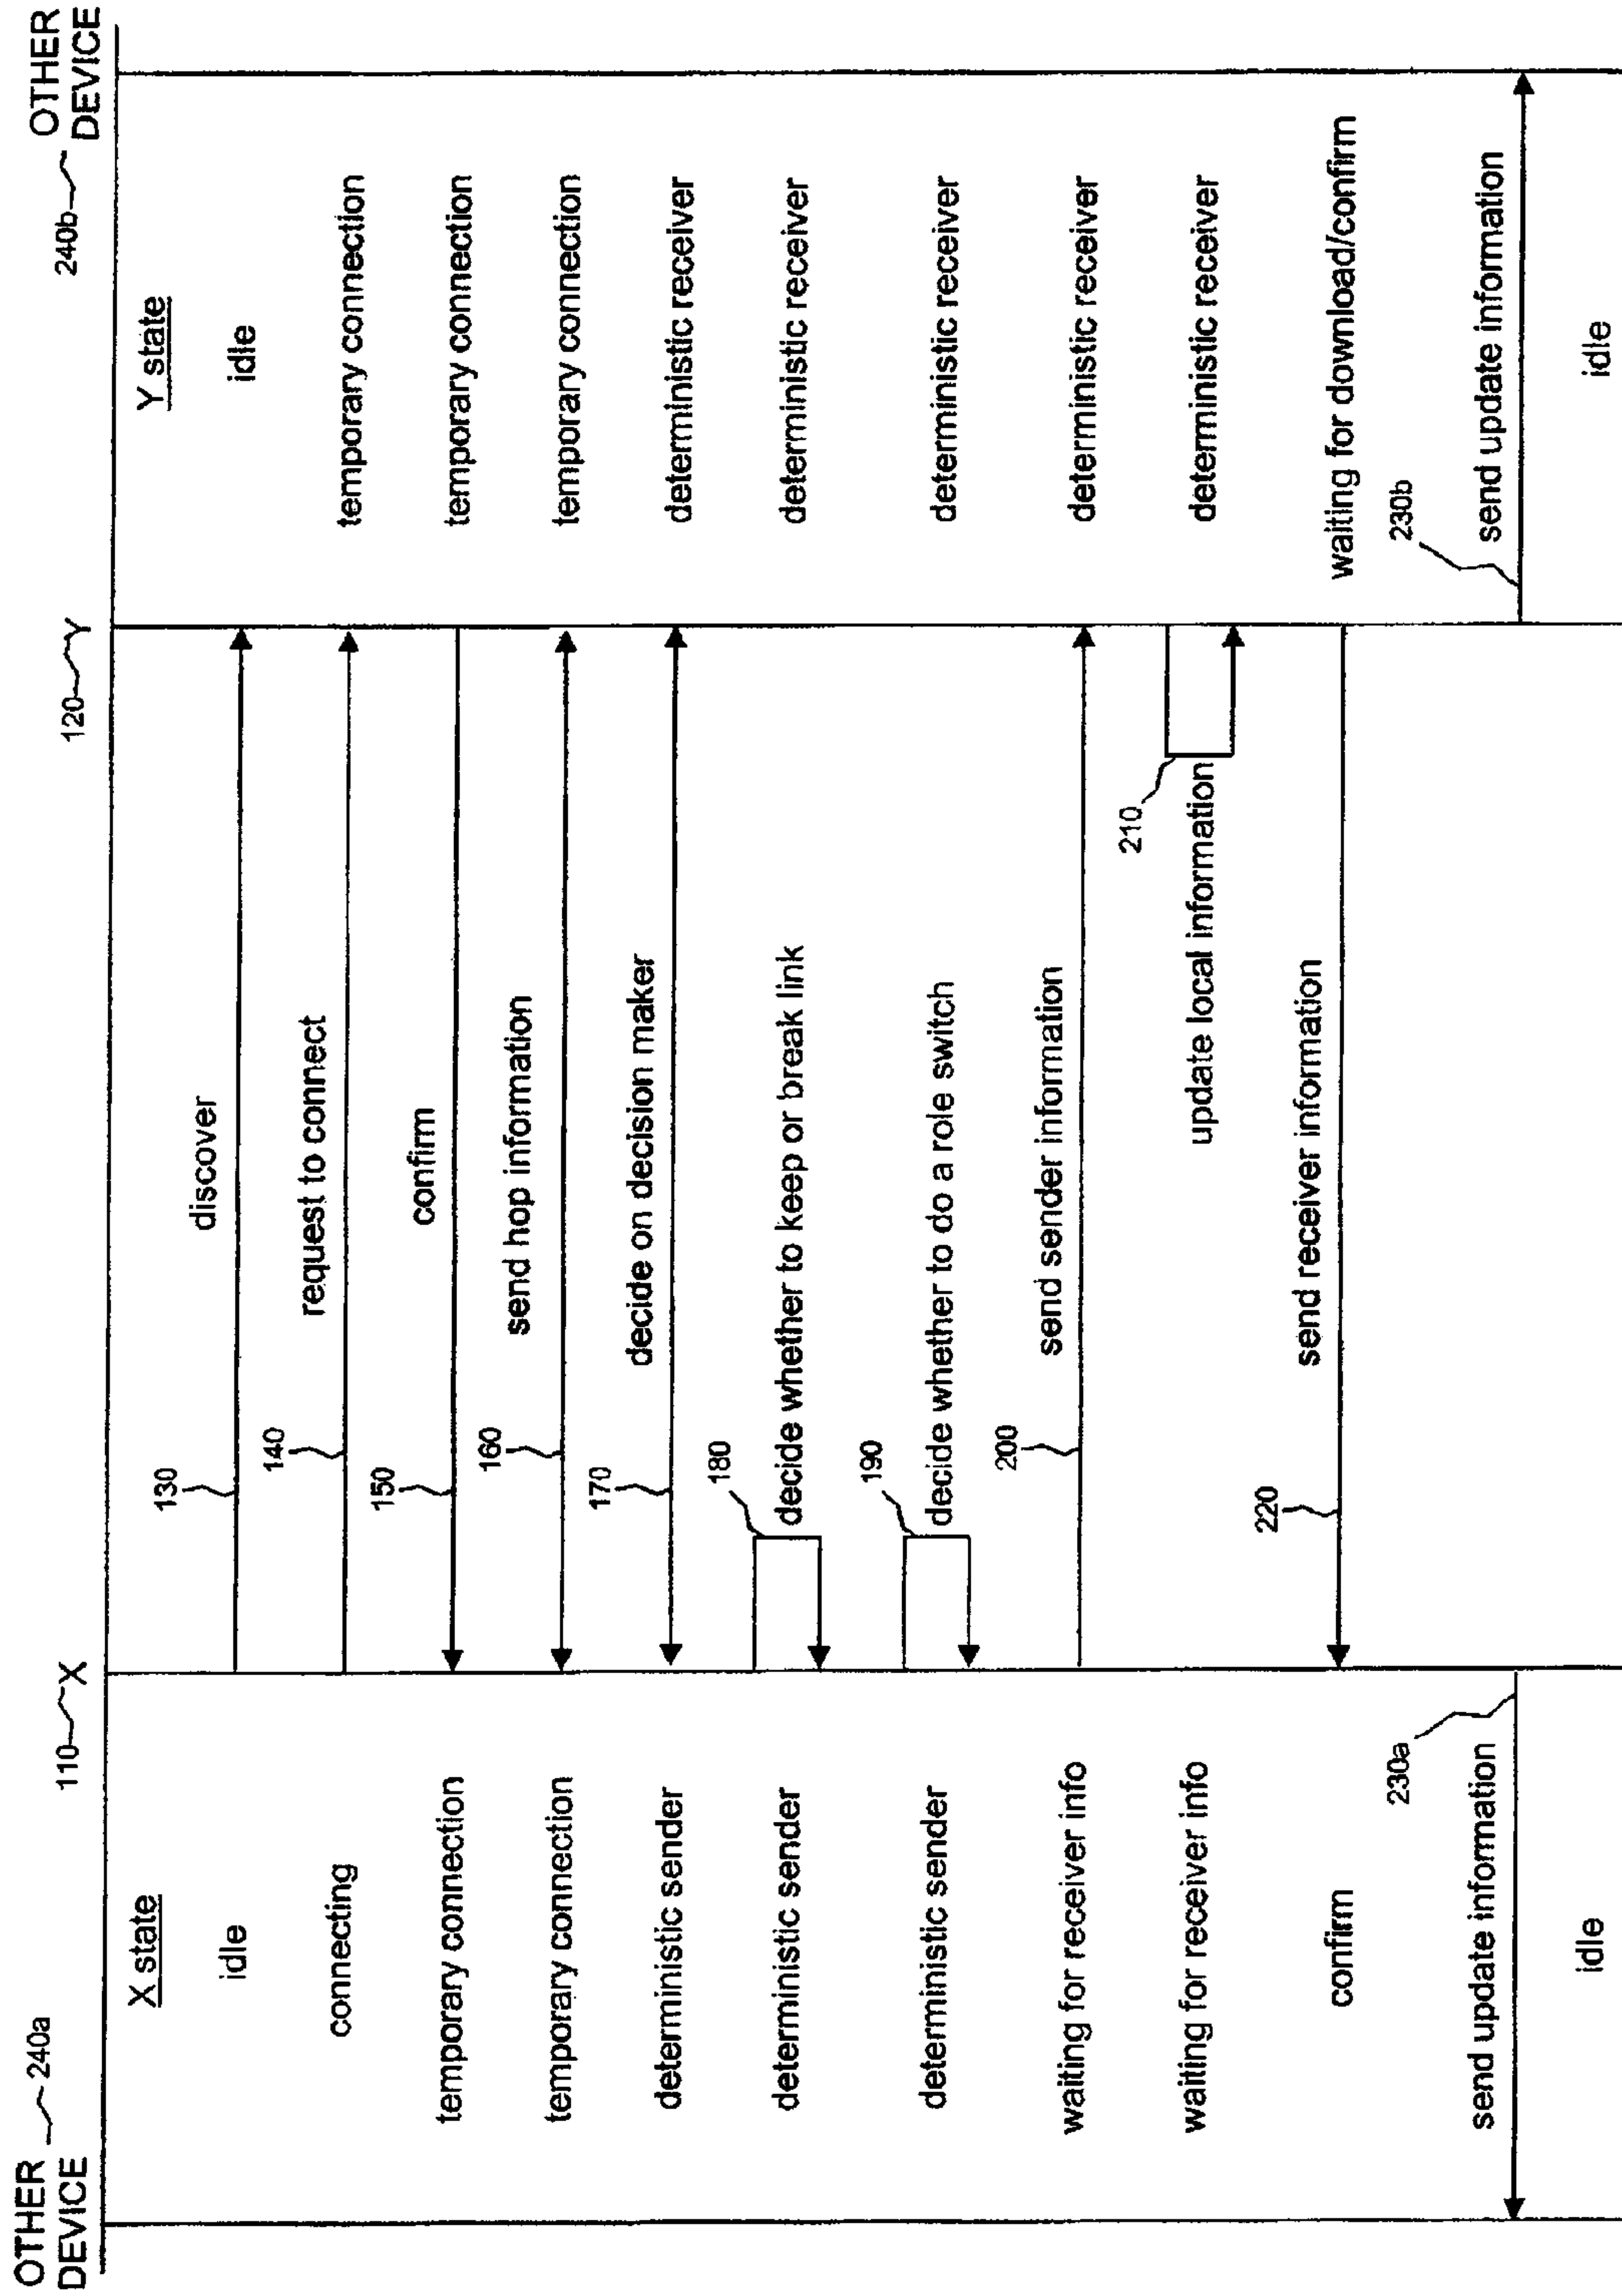 OTHER DEVICE 240a
110 X
120 Y
240b OTHER DEVICE
X state
Y state
idle
130
discover
idle
connecting
140
request to connect
temporary connection
temporary connection
150
confirm
temporary connection
temporary connection
160
send hop information
temporary connection
deterministic sender
170
decide on decision maker
deterministic receiver
deterministic sender
180
decide whether to keep or break link
deterministic receiver
deterministic sender
190
decide whether to do a role switch
deterministic receiver
waiting for receiver info
200
send sender information
deterministic receiver
waiting for receiver info
update local information
210
deterministic receiver
confirm
220
send receiver information
waiting for download/confirm
send update information
230a
230b
send update information
idle
idle